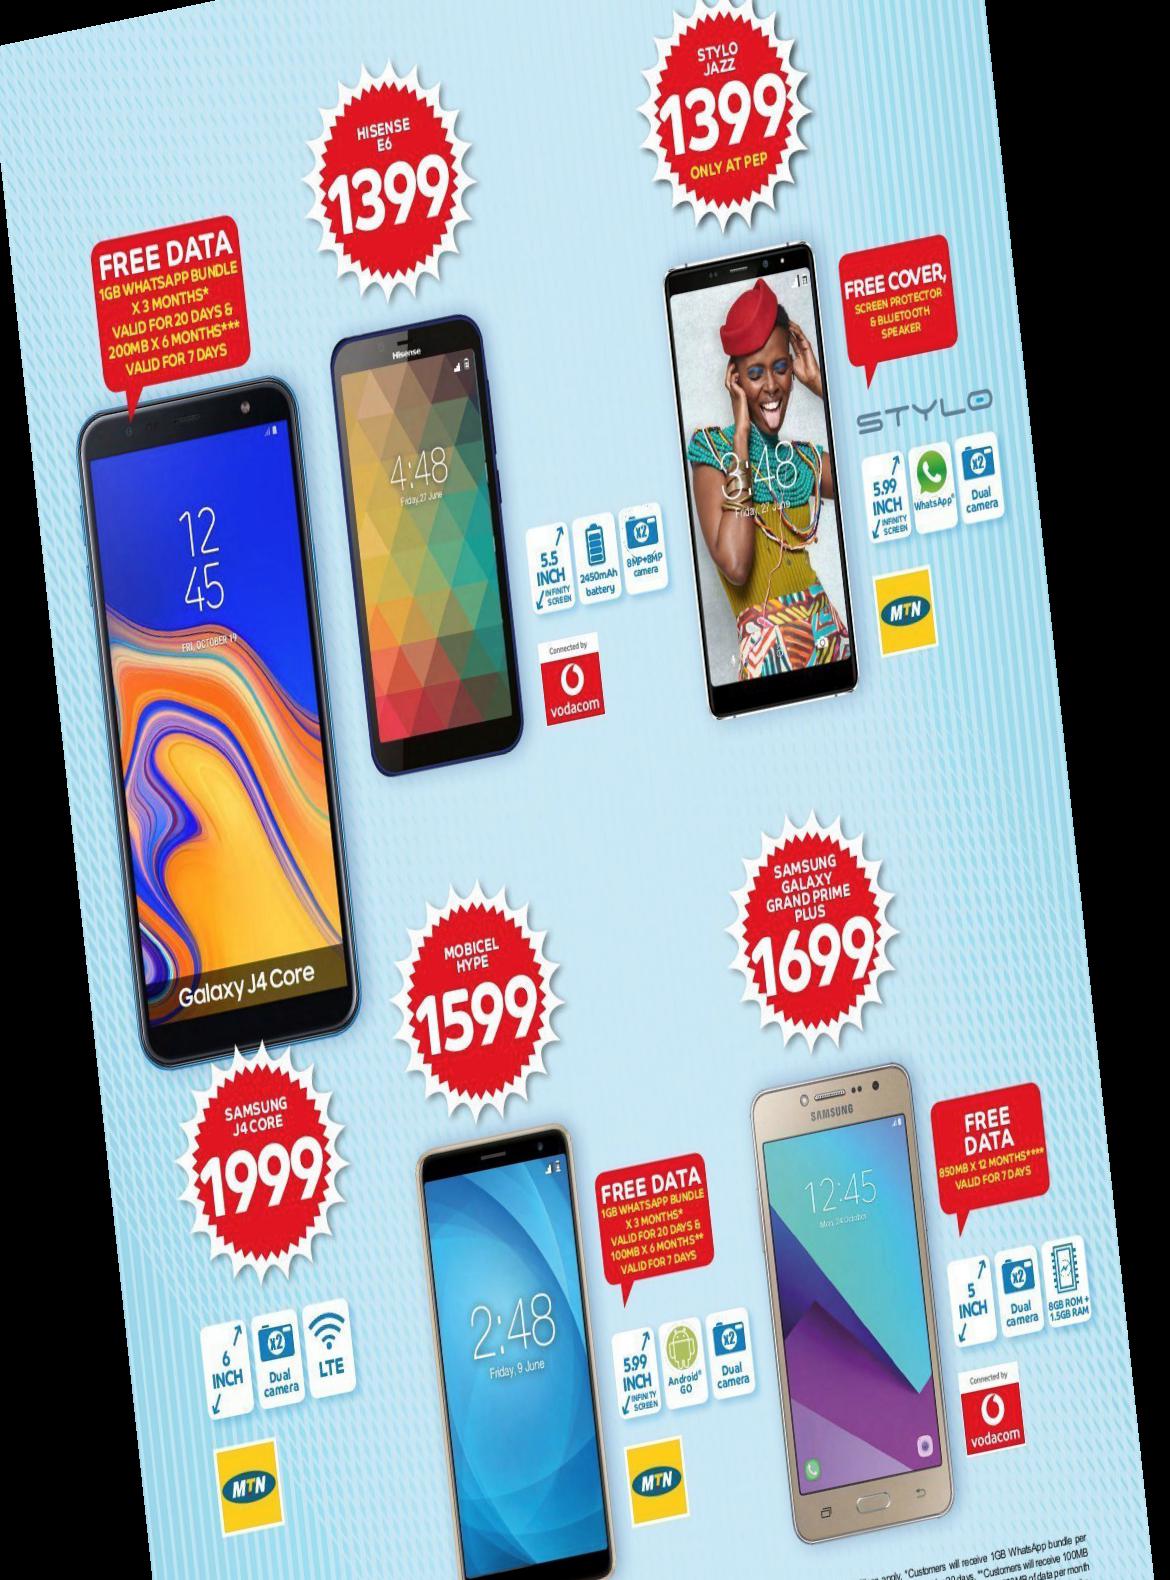 STYLO
JAZZ
1399
ONLY AT PEP
HISENSE
E6
1399
FREE DATA
1GB WHATSAPP BUNDLE
X 3 MONTHS*
VALID FOR 20 DAYS &
200MB X 6 MONTHS***
VALID FOR 7 DAYS
FREE COVER,
SCREEN PROTECTOR
& BLUETOOTH
SPEAKER
Hisense
4:48
Friday, 27 June
3:48
Friday, 27 June
STYLO
5.99
INCH
INFINITY
SCREEN
WhatsApp®
x2
Dual
camera
MTN
5.5
INCH
INFINITY
SCREEN
2450mAh
battery
x2
8MP+8MP
camera
Connected by
vodacom
12
45
FRI, OCTOBER 19
Galaxy J4 Core
SAMSUNG
J4 CORE
1999
6
INCH
x2
Dual
camera
LTE
MTN
MOBICEL
HYPE
1599
2:48
Friday, 9 June
FREE DATA
1GB WHATSAPP BUNDLE
X 3 MONTHS*
VALID FOR 20 DAYS &
100MB X 6 MONTHS**
VALID FOR 7 DAYS
5.99
INCH
INFINITY
SCREEN
Android®
GO
x2
Dual
camera
MTN
SAMSUNG
GALAXY
GRAND PRIME
PLUS
1699
SAMSUNG
12:45
Mon, 24 October
FREE
DATA
850MB X 12 MONTHS****
VALID FOR 7 DAYS
5
INCH
x2
Dual
camera
8GB ROM +
1.5GB RAM
Connected by
vodacom
apply. *Customers will receive 1GB WhatsApp bundle per
days. **Customers will receive 100MB
of data per month